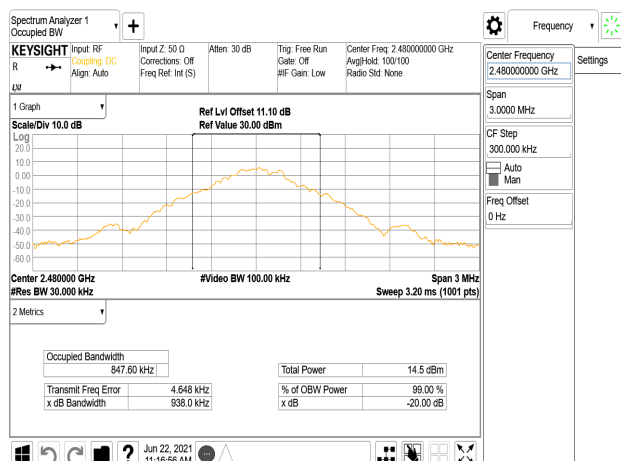 Spectrum Analyzer 1
Occupied BW
Frequency
KEYSIGHT
R
Input: RF
Coupling: DC
Align: Auto
Input Z: 50 Ω
Corrections: Off
Freq Ref: Int (S)
Atten: 30 dB
Trig: Free Run
Gate: Off
#IF Gain: Low
Center Freq: 2.480000000 GHz
Avg|Hold: 100/100
Radio Std: None
Center Frequency
2.480000000 GHz
Settings
Span
3.0000 MHz
CF Step
300.000 kHz
Auto
Man
Freq Offset
0 Hz
1 Graph
Scale/Div 10.0 dB
Ref Lvl Offset 11.10 dB
Ref Value 30.00 dBm
Log
20.0
10.0
0.00
-10.0
-20.0
-30.0
-40.0
-50.0
-60.0
Center 2.480000 GHz
#Video BW 100.00 kHz
Span 3 MHz
#Res BW 30.000 kHz
Sweep 3.20 ms (1001 pts)
2 Metrics
Occupied Bandwidth
847.60 kHz
Total Power 14.5 dBm
Transmit Freq Error 4.648 kHz
% of OBW Power 99.00 %
x dB Bandwidth 938.0 kHz
x dB -20.00 dB
?
Jun 22, 2021
11:16:56 AM